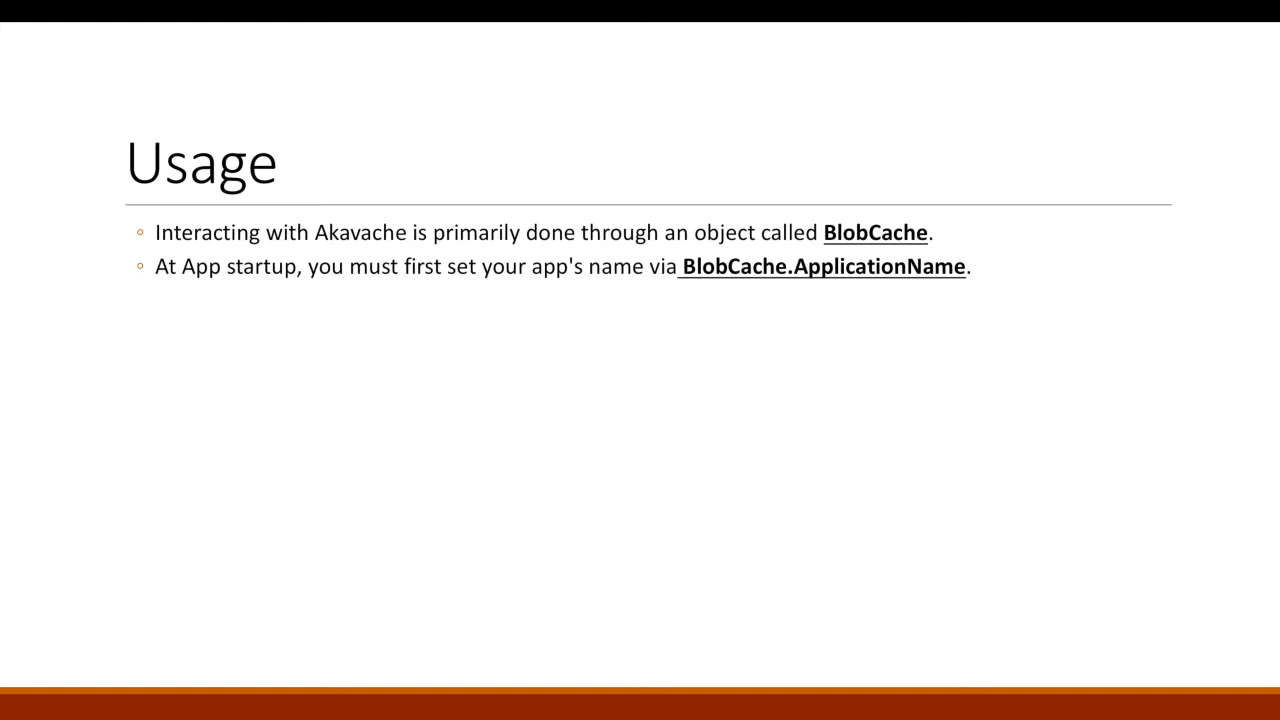 Usage
Interacting with Akavache is primarily done through an object called BlobCache.
At App startup, you must first set your app's name via BlobCache.ApplicationName.